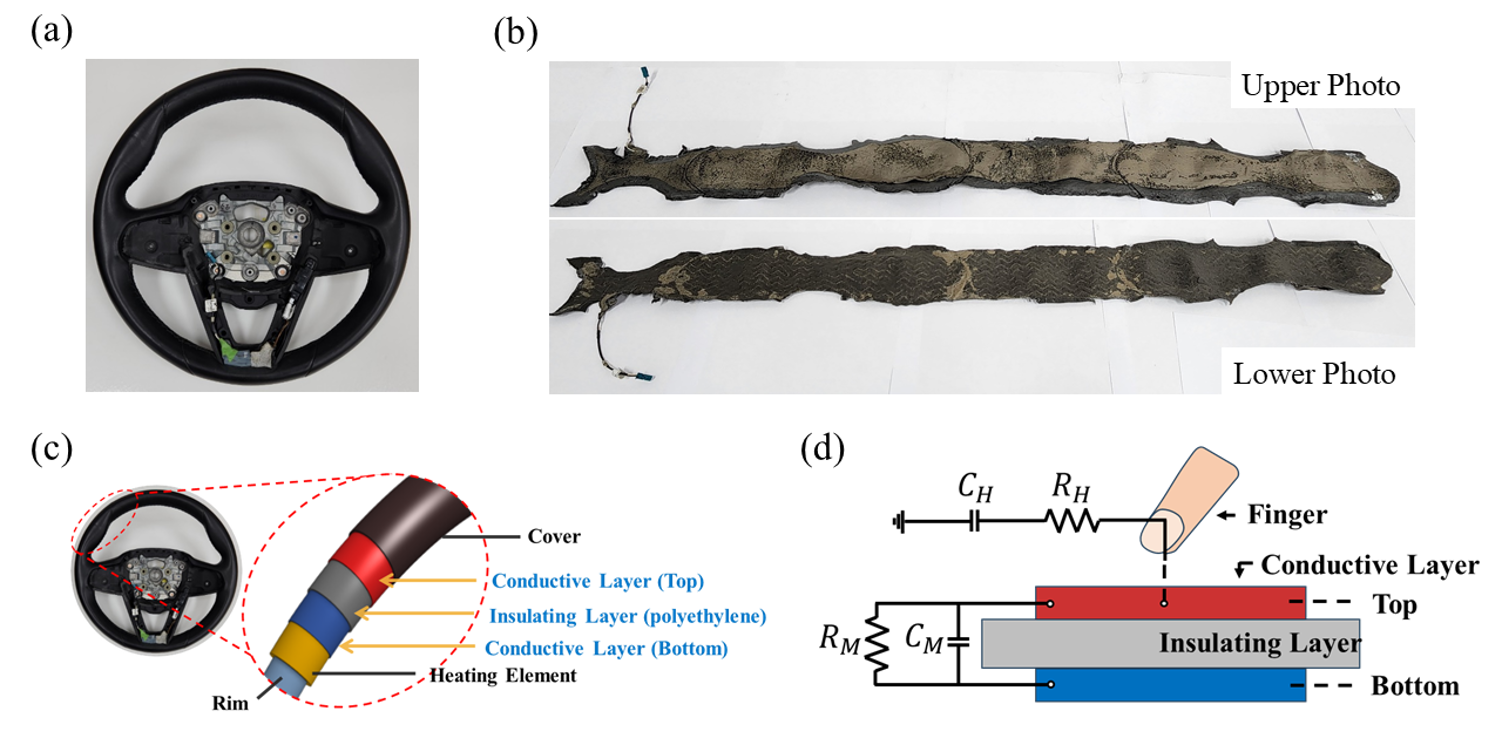 (a)
(b)
Upper Photo
Lower Photo
(c)
Cover
Conductive Layer (Top)
Insulating Layer (polyethylene)
Conductive Layer (Bottom)
Heating Element
Rim
(d)
C_H
R_H
Finger
Conductive Layer
Top
R_M
C_M
Insulating Layer
Bottom